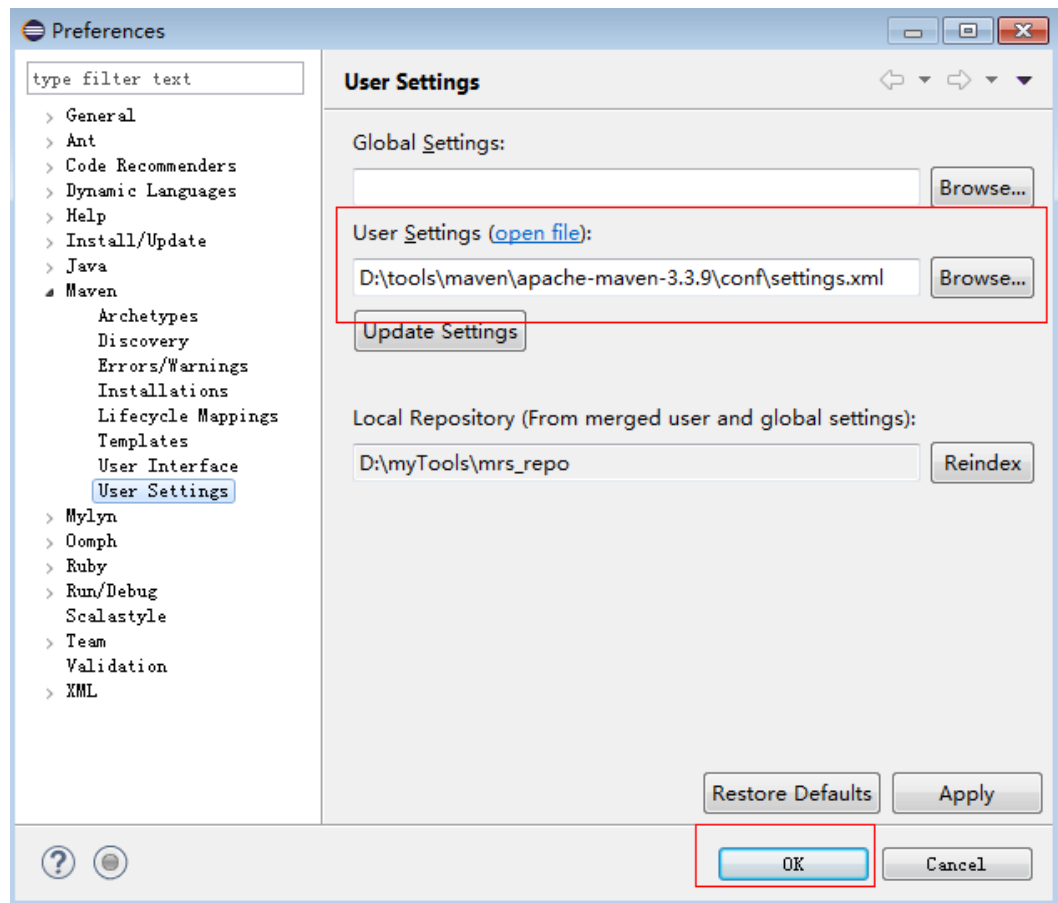 Preferences
type filter text
General
Ant
Code Recommenders
Dynamic Languages
Help
Install/Update
Java
Maven
Archetypes
Discovery
Errors/Warnings
Installations
Lifecycle Mappings
Templates
User Interface
User Settings
Mylyn
Oomph
Ruby
Run/Debug
Scalastyle
Team
Validation
XML
User Settings
Global Settings:
Browse...
User Settings (open file):
D:\tools\maven\apache-maven-3.3.9\conf\settings.xml
Browse...
Update Settings
Local Repository (From merged user and global settings):
D:\myTools\mrs_repo
Reindex
Restore Defaults
Apply
?
OK
Cancel